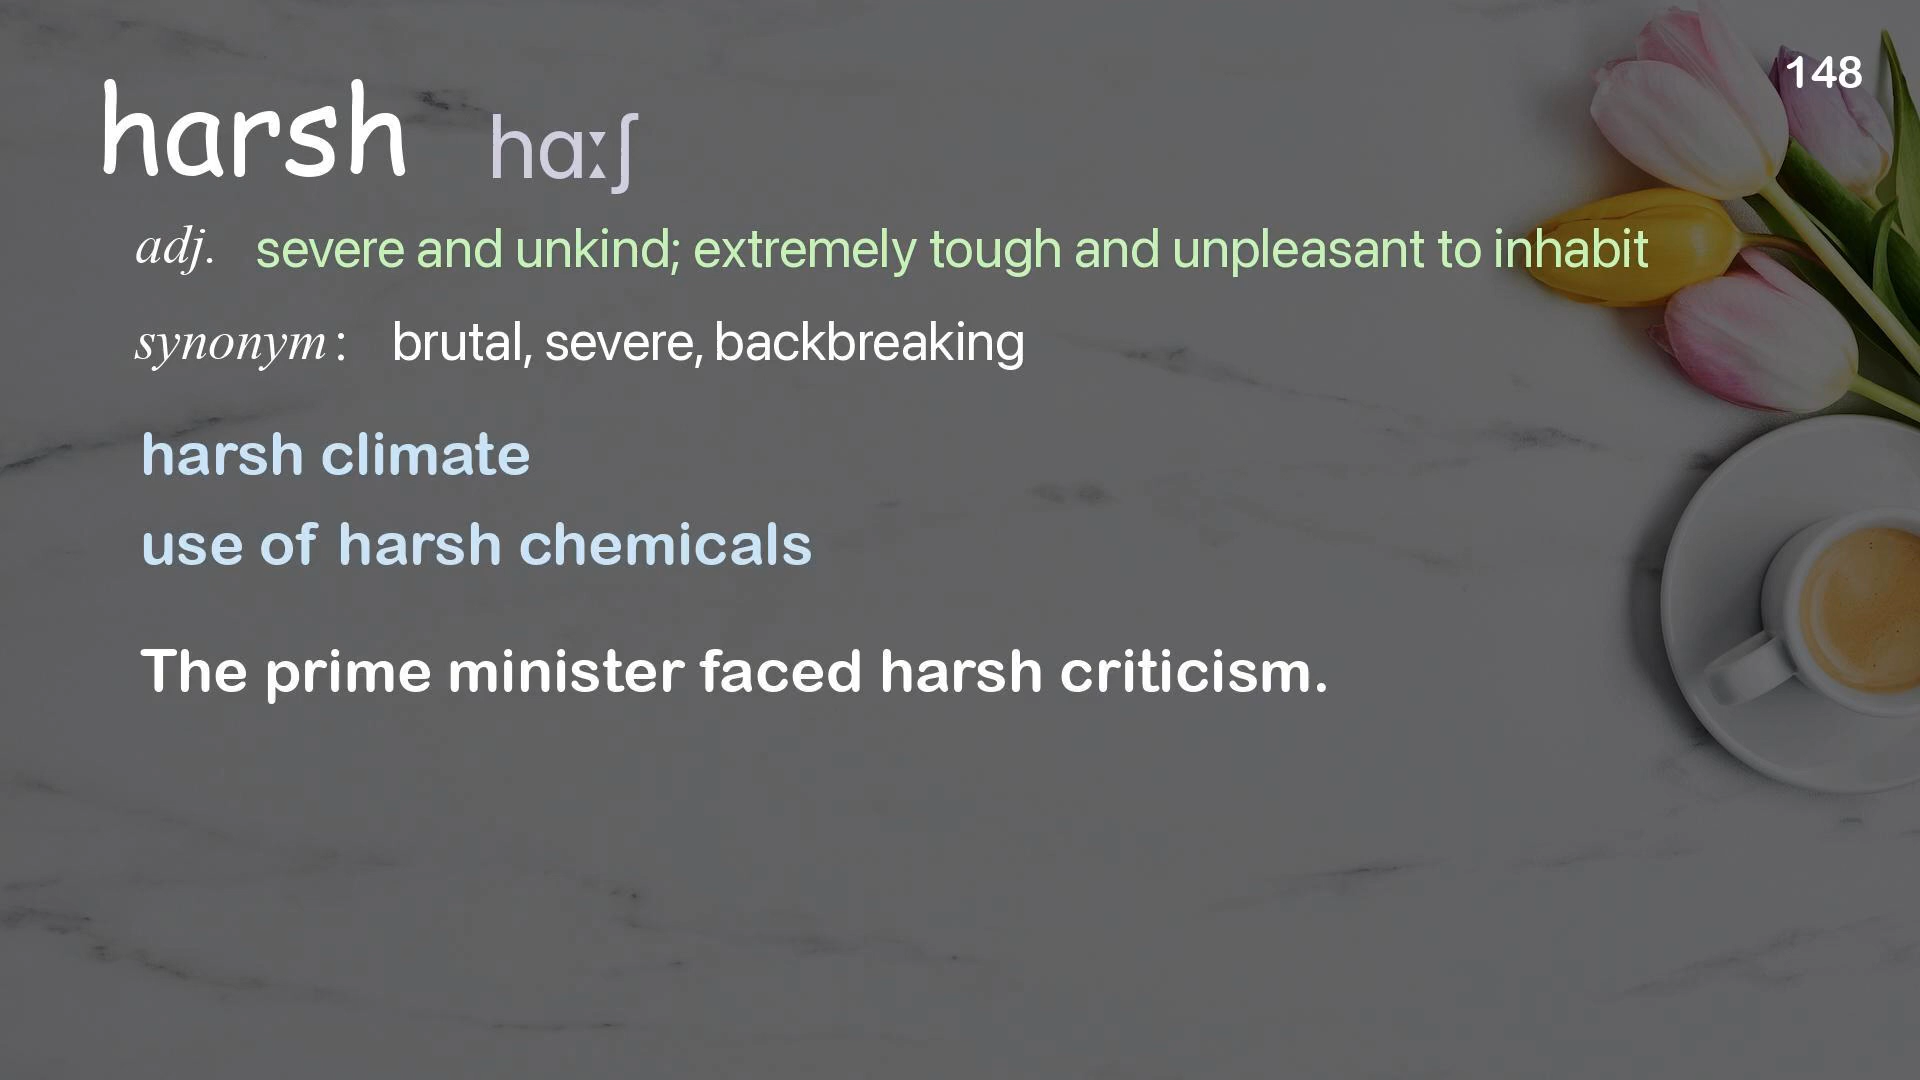 148
harsh hɑːʃ
adj. severe and unkind; extremely tough and unpleasant to inhabit
synonym: brutal, severe, backbreaking
harsh climate
use of harsh chemicals
The prime minister faced harsh criticism.